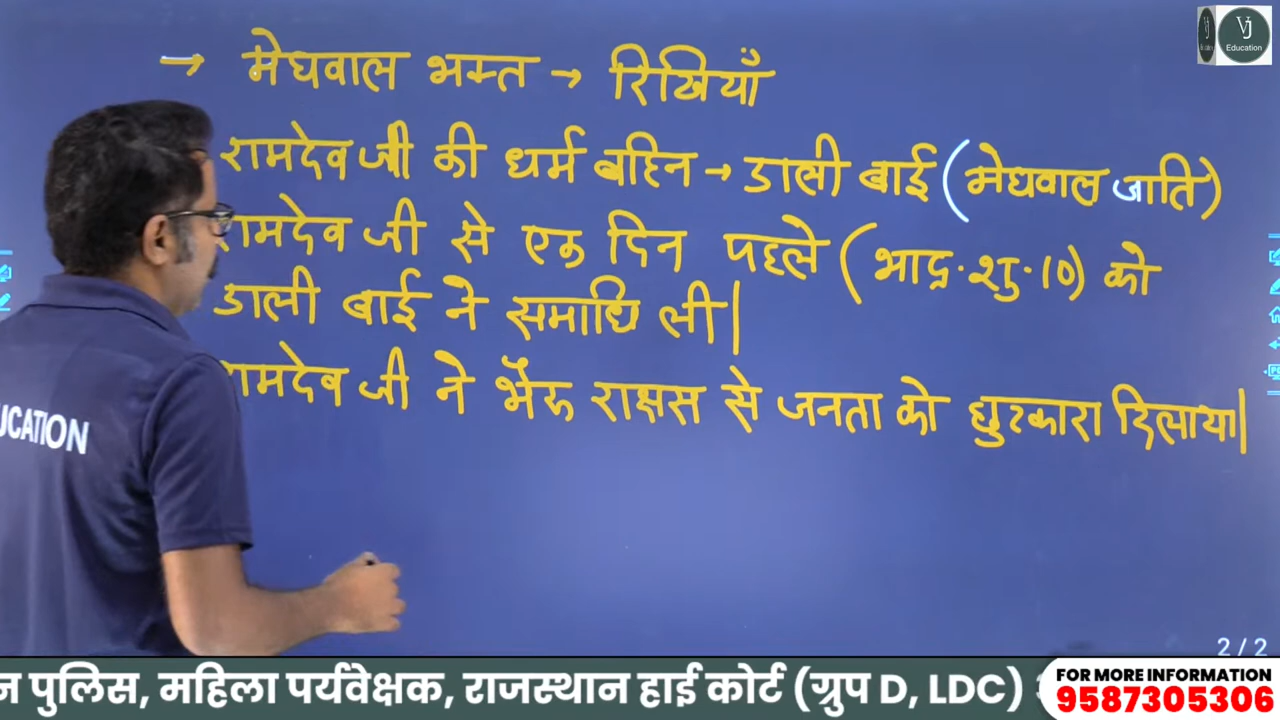 → मेघवाल भक्त → रिखियाँ
रामदेव जी की धर्म बहिन → डाली बाई (मेघवाल जाति)
रामदेव जी से एक दिन पहले (भाद्र.शु.10) को
डाली बाई ने समाधि ली|
रामदेव जी ने भैंरू राक्षस से जनता को छुटकारा दिलाया|
VJ
Education
UCATION
2/2
न पुलिस, महिला पर्यवेक्षक, राजस्थान हाई कोर्ट (ग्रुप D, LDC)
FOR MORE INFORMATION
9587305306